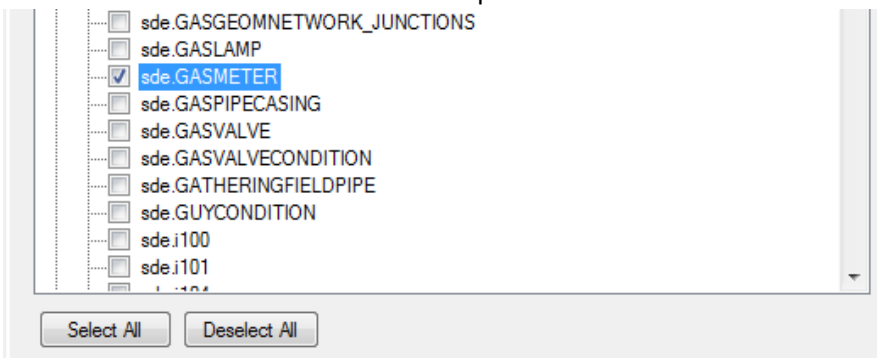 sde.GASGEOMNETWORK_JUNCTIONS
sde.GASLAMP
sde.GASMETER
sde.GASPIPECASING
sde.GASVALVE
sde.GASVALVECONDITION
sde.GATHERINGFIELDPIPE
sde.GUYCONDITION
sde.i100
sde.i101
Select All Deselect All